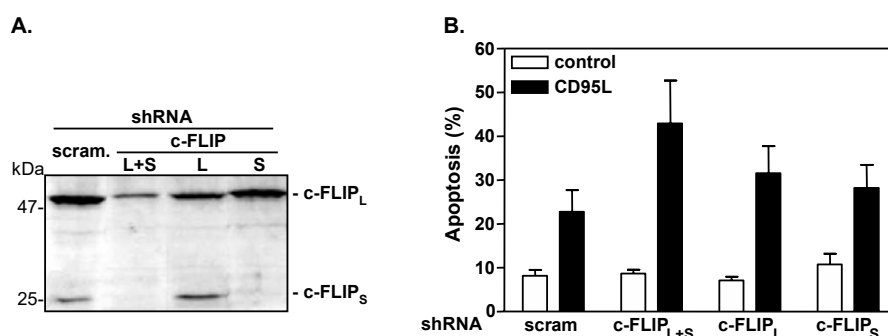 A.
shRNA
scram.
c-FLIP
L+S L S
kDa
47-
- c-FLIPL
25-
- c-FLIPS
B.
60
50
40
30
20
10
0
Apoptosis (%)
control
CD95L
shRNA scram c-FLIPL+S c-FLIPL c-FLIPS